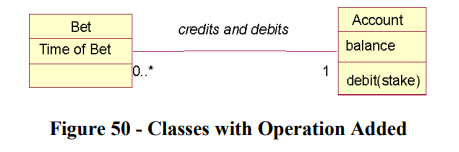 Bet
Time of Bet
credits and debits
0..*
1
Account
balance
debit(stake)
Figure 50 - Classes with Operation Added